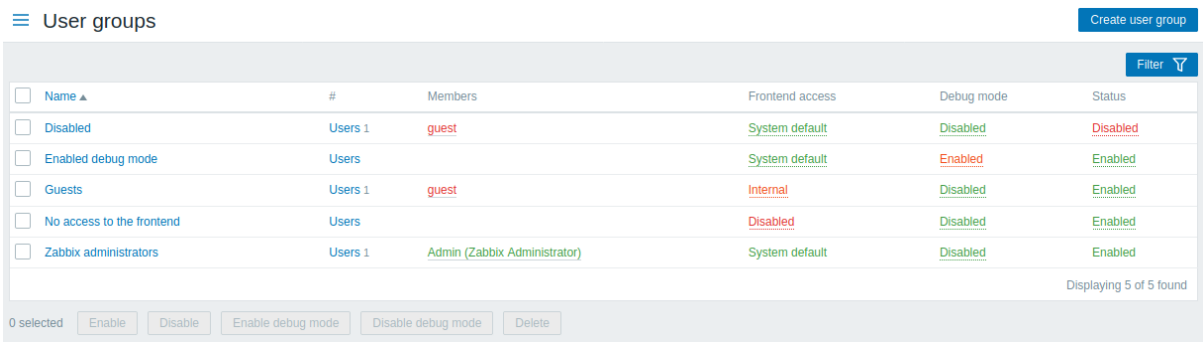 User groups Create user group
Filter
Name # Members Frontend access Debug mode Status
Disabled Users 1 guest System default Disabled Disabled
Enabled debug mode Users System default Enabled Enabled
Guests Users 1 guest Internal Disabled Enabled
No access to the frontend Users Disabled Disabled Enabled
Zabbix administrators Users 1 Admin (Zabbix Administrator) System default Disabled Enabled
Displaying 5 of 5 found
0 selected Enable Disable Enable debug mode Disable debug mode Delete